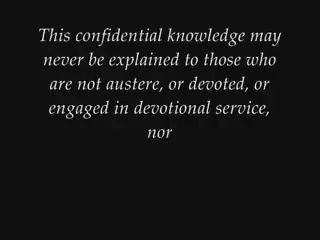 This confidential knowledge may
never be explained to those who
are not austere, or devoted, or
engaged in devotional service,
nor